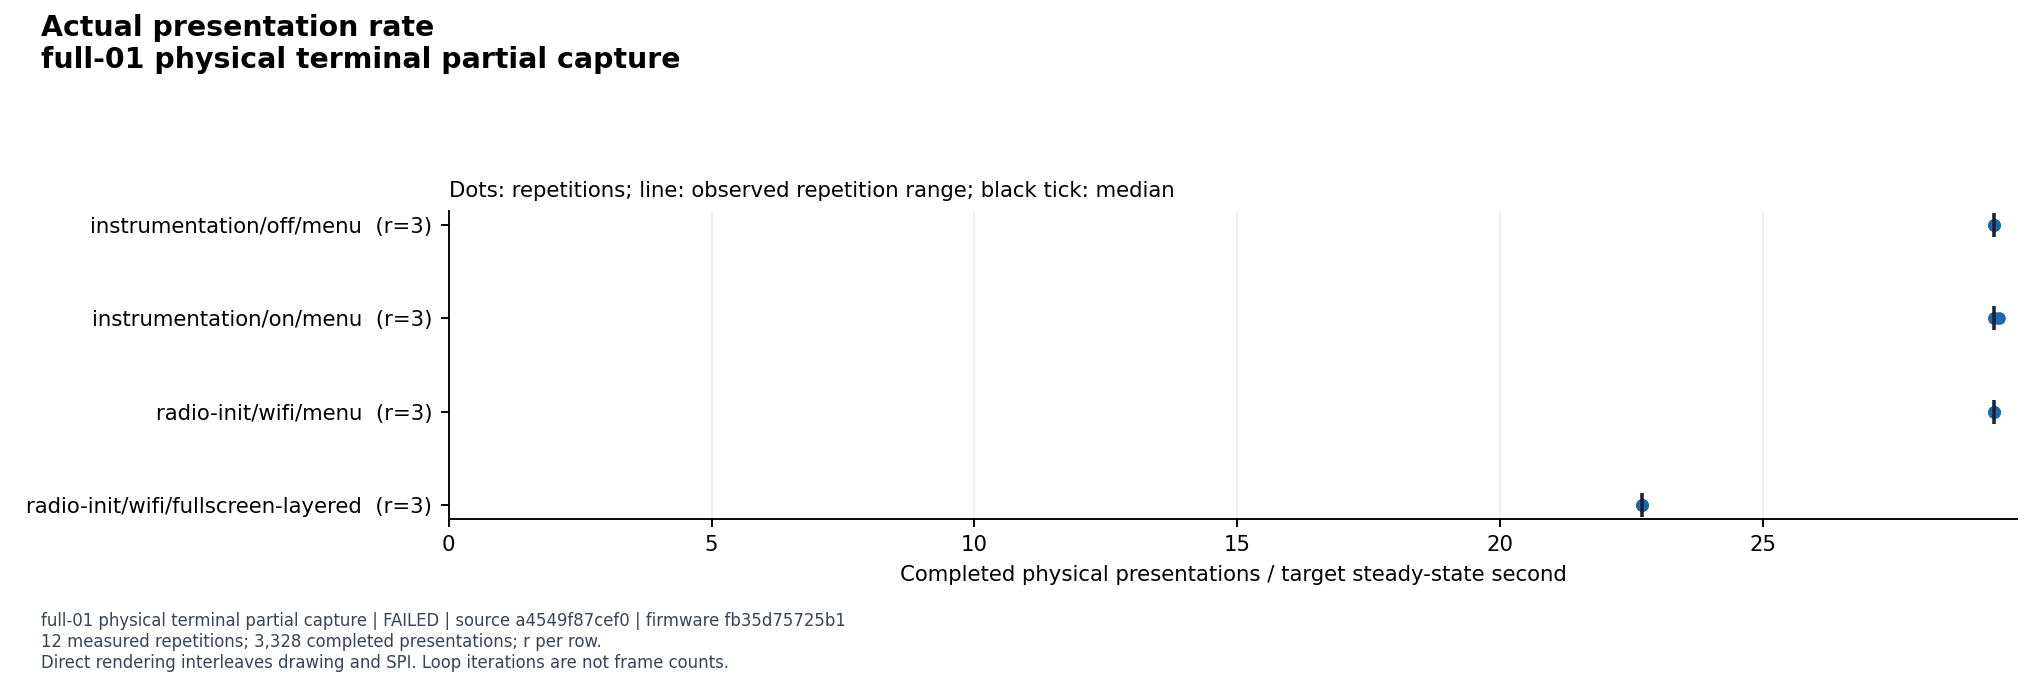 Actual presentation rate
full-01 physical terminal partial capture
Dots: repetitions; line: observed repetition range; black tick: median
instrumentation/off/menu (r=3)
instrumentation/on/menu (r=3)
radio-init/wifi/menu (r=3)
radio-init/wifi/fullscreen-layered (r=3)
0 5 10 15 20 25
Completed physical presentations / target steady-state second
full-01 physical terminal partial capture | FAILED | source a4549f87cef0 | firmware fb35d75725b1
12 measured repetitions; 3,328 completed presentations; r per row.
Direct rendering interleaves drawing and SPI. Loop iterations are not frame counts.